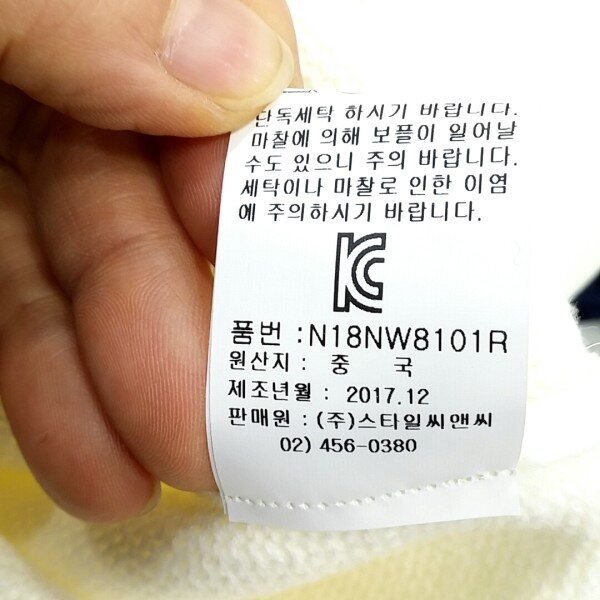 단독세탁 하시기 바랍니다.
마찰에 의해 보플이 일어날
수도 있으니 주의 바랍니다.
세탁이나 마찰로 인한 이염
에 주의하시기 바랍니다.
KC
품번 :N18NW8101R
원산지 : 중 국
제조년월 : 2017.12
판매원 : (주)스타일씨앤씨
02) 456-0380